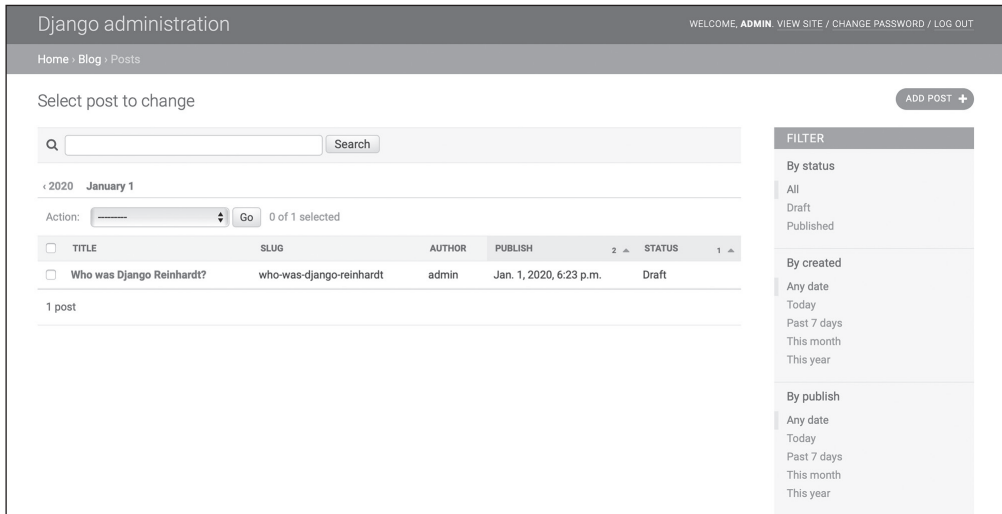 Django administration
WELCOME, ADMIN. VIEW SITE / CHANGE PASSWORD / LOG OUT
Home › Blog › Posts
Select post to change
ADD POST +
Search
‹ 2020 January 1
Action: --------- Go 0 of 1 selected
TITLE SLUG AUTHOR PUBLISH 2 STATUS 1
Who was Django Reinhardt? who-was-django-reinhardt admin Jan. 1, 2020, 6:23 p.m. Draft
1 post
FILTER
By status
All
Draft
Published
By created
Any date
Today
Past 7 days
This month
This year
By publish
Any date
Today
Past 7 days
This month
This year